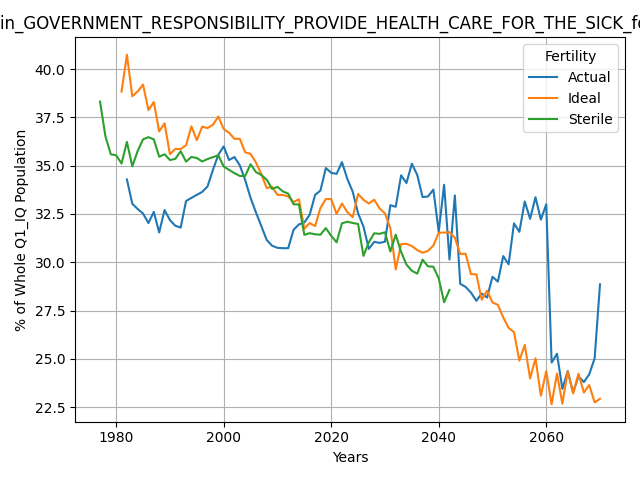 in_GOVERNMENT_RESPONSIBILITY_PROVIDE_HEALTH_CARE_FOR_THE_SICK_f
Fertility
Actual
Ideal
Sterile
% of Whole Q1_IQ Population
40.0
37.5
35.0
32.5
30.0
27.5
25.0
22.5
1980
2000
2020
2040
2060
Years